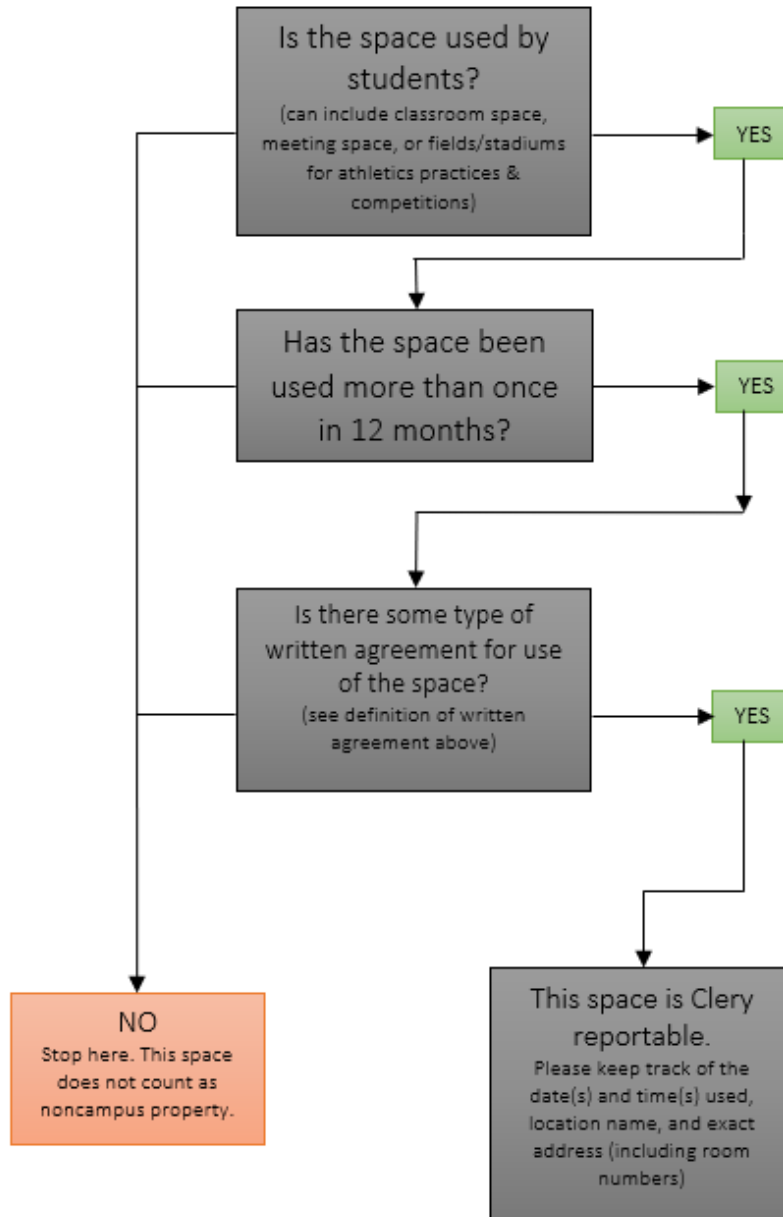 Is the space used by
students?
(can include classroom space,
meeting space, or fields/stadiums
for athletics practices &
competitions)
YES
Has the space been
used more than once
in 12 months?
YES
Is there some type of
written agreement for use
of the space?
(see definition of written
agreement above)
YES
NO
Stop here. This space
does not count as
noncampus property.
This space is Clery
reportable.
Please keep track of the
date(s) and time(s) used,
location name, and exact
address (including room
numbers)